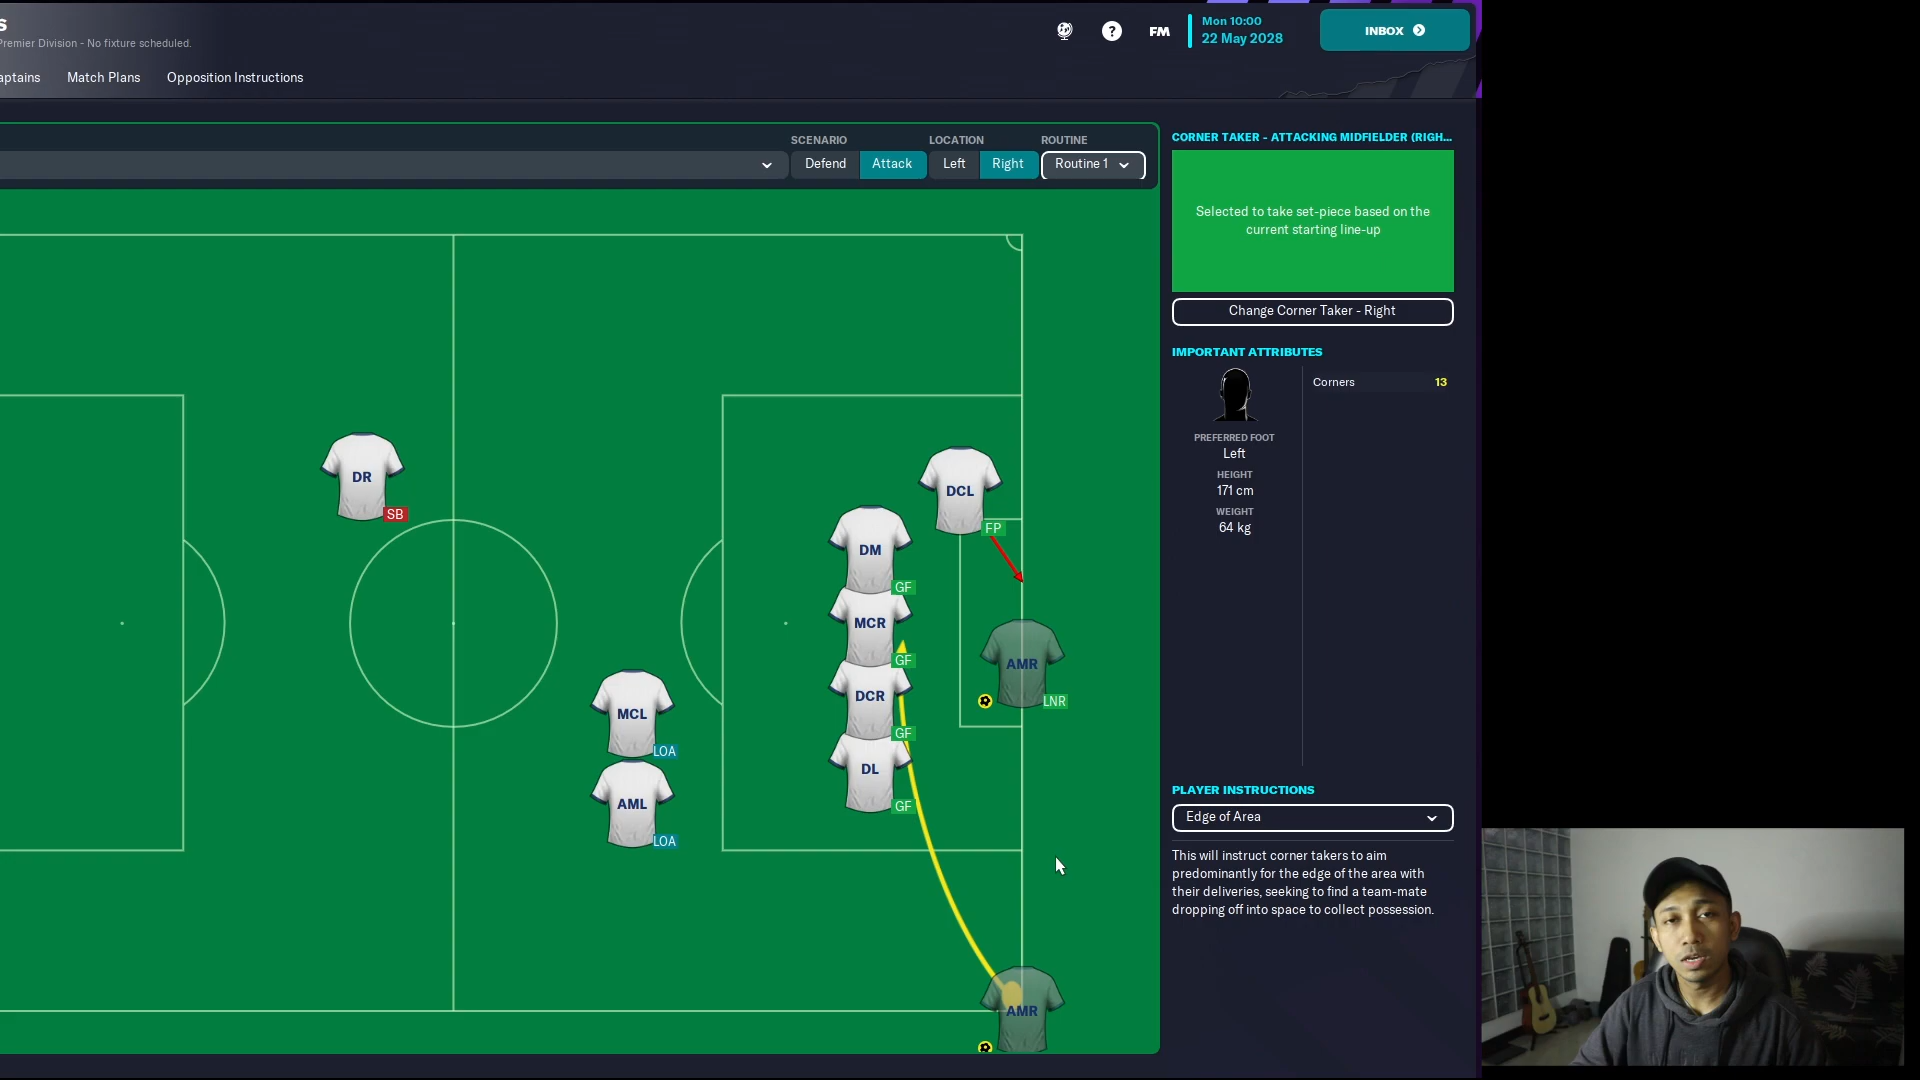 S
Premier Division - No fixture scheduled.
FM
Mon 10:00
22 May 2028
INBOX
aptains
Match Plans
Opposition Instructions
SCENARIO
LOCATION
ROUTINE
Defend
Attack
Left
Right
Routine 1
CORNER TAKER - ATTACKING MIDFIELDER (RIGH...
Selected to take set-piece based on the
current starting line-up
Change Corner Taker - Right
IMPORTANT ATTRIBUTES
Corners
13
PREFERRED FOOT
Left
HEIGHT
171 cm
WEIGHT
64 kg
DR
SB
DCL
FP
DM
GF
MCR
GF
AMR
LNR
DCR
GF
MCL
LOA
DL
GF
AML
LOA
AMR
PLAYER INSTRUCTIONS
Edge of Area
This will instruct corner takers to aim
predominantly for the edge of the area with
their deliveries, seeking to find a team-mate
dropping off into space to collect possession.